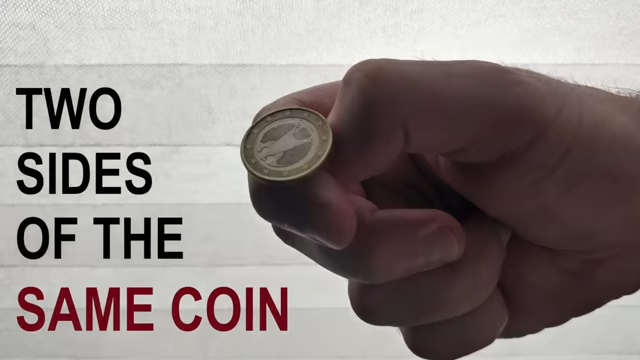 TWO
SIDES
OF THE
SAME COIN